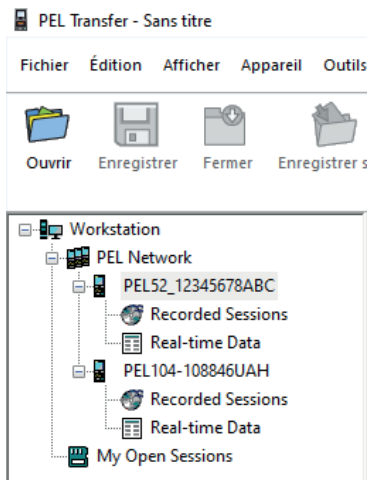 PEL Transfer - Sans titre
Fichier Édition Afficher Appareil Outils
Ouvrir Enregistrer Fermer Enregistrer s
Workstation
PEL Network
PEL52_12345678ABC
Recorded Sessions
Real-time Data
PEL104-108846UAH
Recorded Sessions
Real-time Data
My Open Sessions